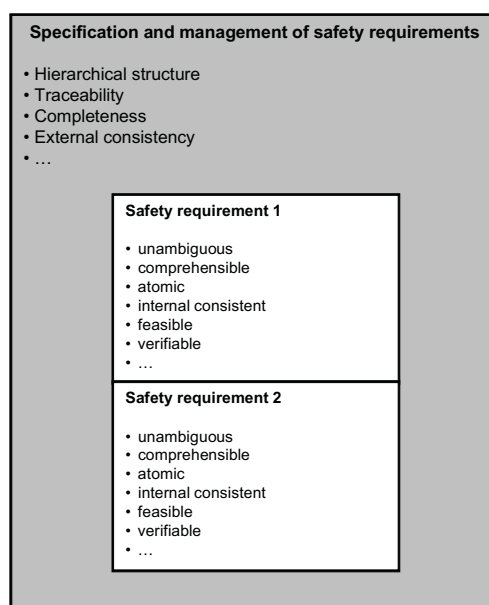 Specification and management of safety requirements
• Hierarchical structure
• Traceability
• Completeness
• External consistency
• …
Safety requirement 1
• unambiguous
• comprehensible
• atomic
• internal consistent
• feasible
• verifiable
• …
Safety requirement 2
• unambiguous
• comprehensible
• atomic
• internal consistent
• feasible
• verifiable
• …